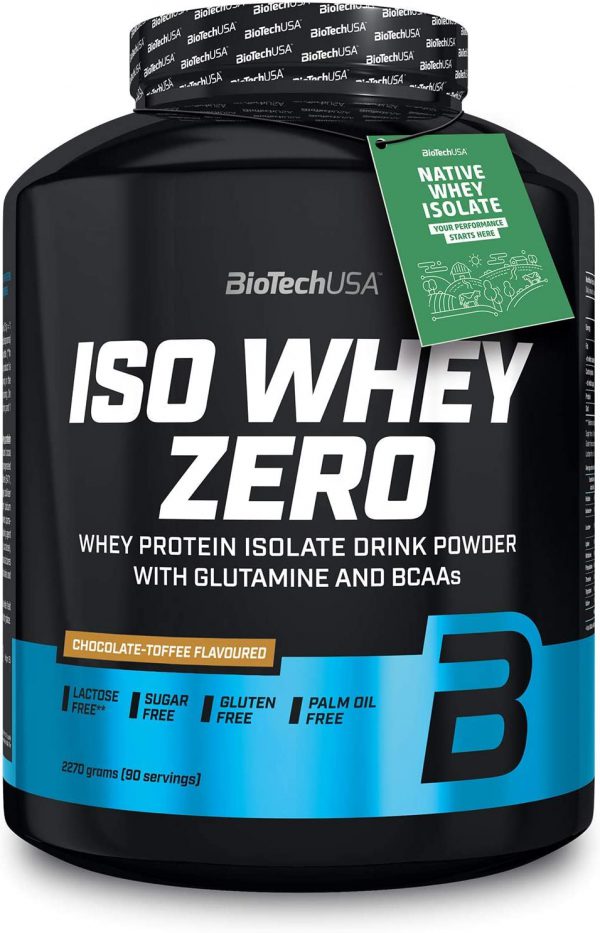 BioTechUSA
NATIVE
WHEY
ISOLATE
YOUR PERFORMANCE
STARTS HERE
BioTechUSA™
ISO WHEY
ZERO
WHEY PROTEIN ISOLATE DRINK POWDER
WITH GLUTAMINE AND BCAAs
CHOCOLATE-TOFFEE FLAVOURED
LACTOSE
FREE**
SUGAR
FREE
GLUTEN
FREE
PALM OIL
FREE
B
2270 grams (90 servings)